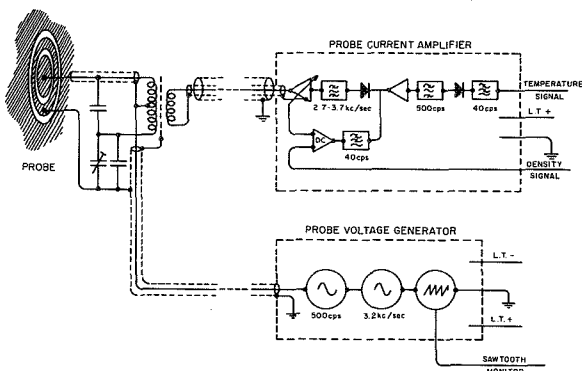 PROBE CURRENT AMPLIFIER
TEMPERATURE
SIGNAL
2 7-3.7kc/sec
500cps
40cps
L T +
DC
40cps
DENSITY
SIGNAL
PROBE
PROBE VOLTAGE GENERATOR
L.T. -
500cps
3.2kc/sec
L.T. +
SAWTOOTH
MONITOR